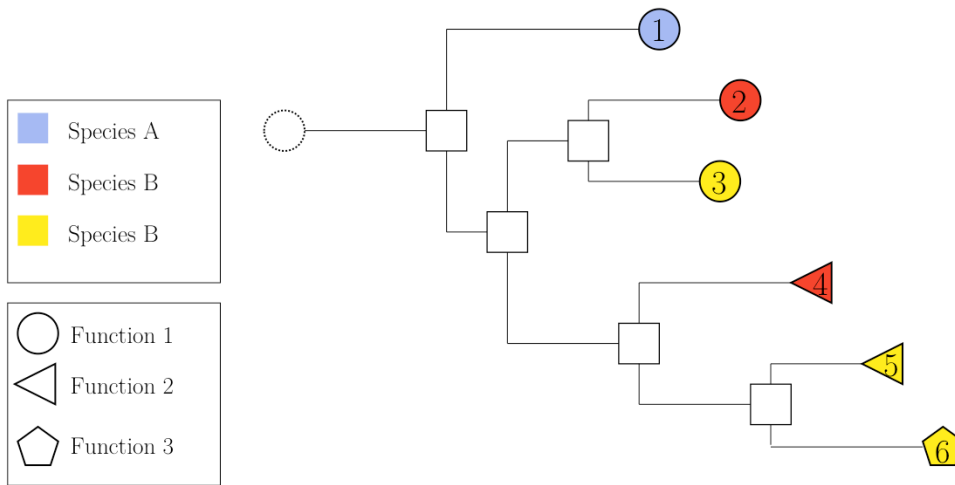 1
2
3
4
5
6
Species A
Species B
Species B
Function 1
Function 2
Function 3